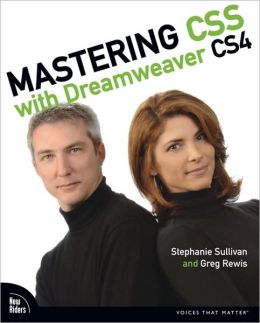 MASTERING CSS
with Dreamweaver CS4
Stephanie Sullivan
and Greg Rewis
New
Riders
VOICES THAT MATTER™